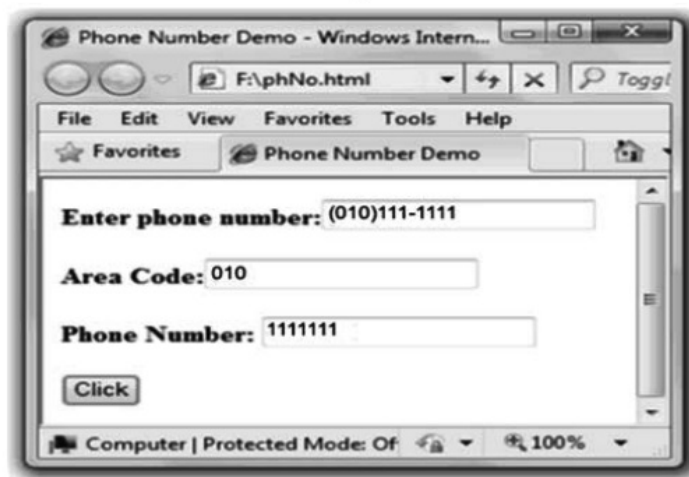 Phone Number Demo - Windows Intern...
F:\phNo.html Toggl
File Edit View Favorites Tools Help
Favorites Phone Number Demo
Enter phone number: (010)111-1111
Area Code: 010
Phone Number: 1111111
Click
Computer | Protected Mode: Of 100%